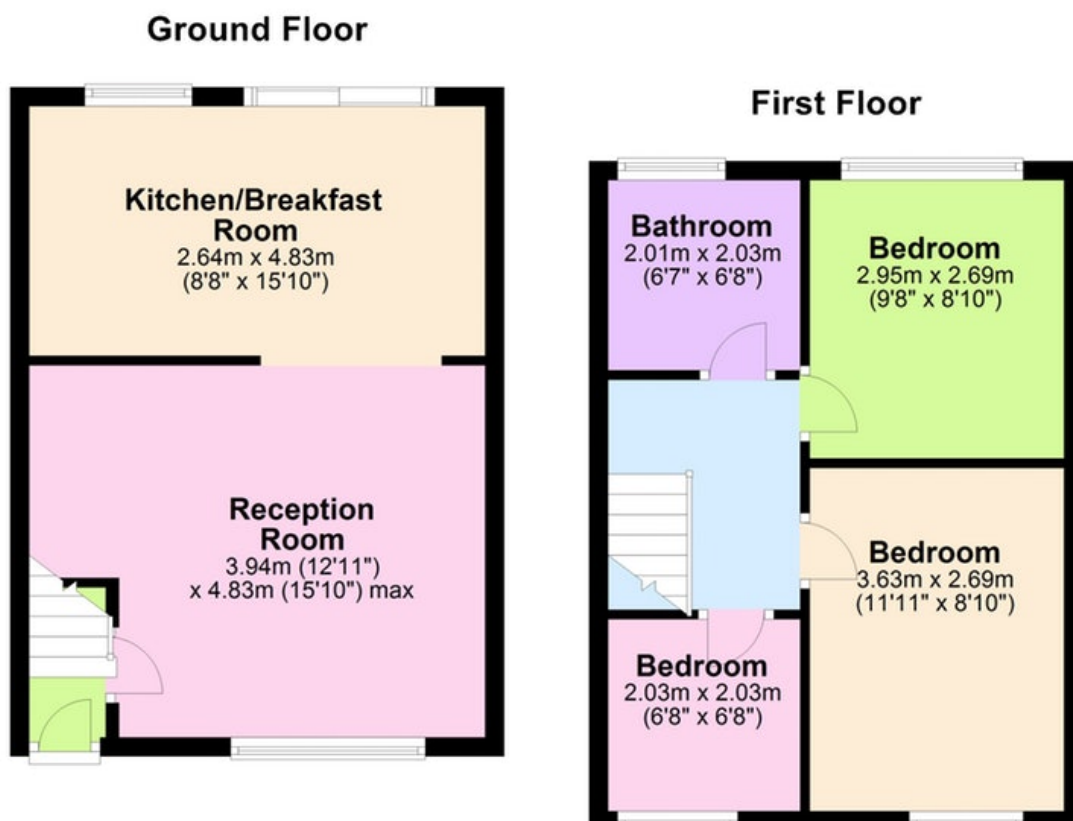 Ground Floor
Kitchen/Breakfast
Room
2.64m x 4.83m
(8'8" x 15'10")
Reception
Room
3.94m (12'11")
x 4.83m (15'10") max
First Floor
Bathroom
2.01m x 2.03m
(6'7" x 6'8")
Bedroom
2.95m x 2.69m
(9'8" x 8'10")
Bedroom
3.63m x 2.69m
(11'11" x 8'10")
Bedroom
2.03m x 2.03m
(6'8" x 6'8")